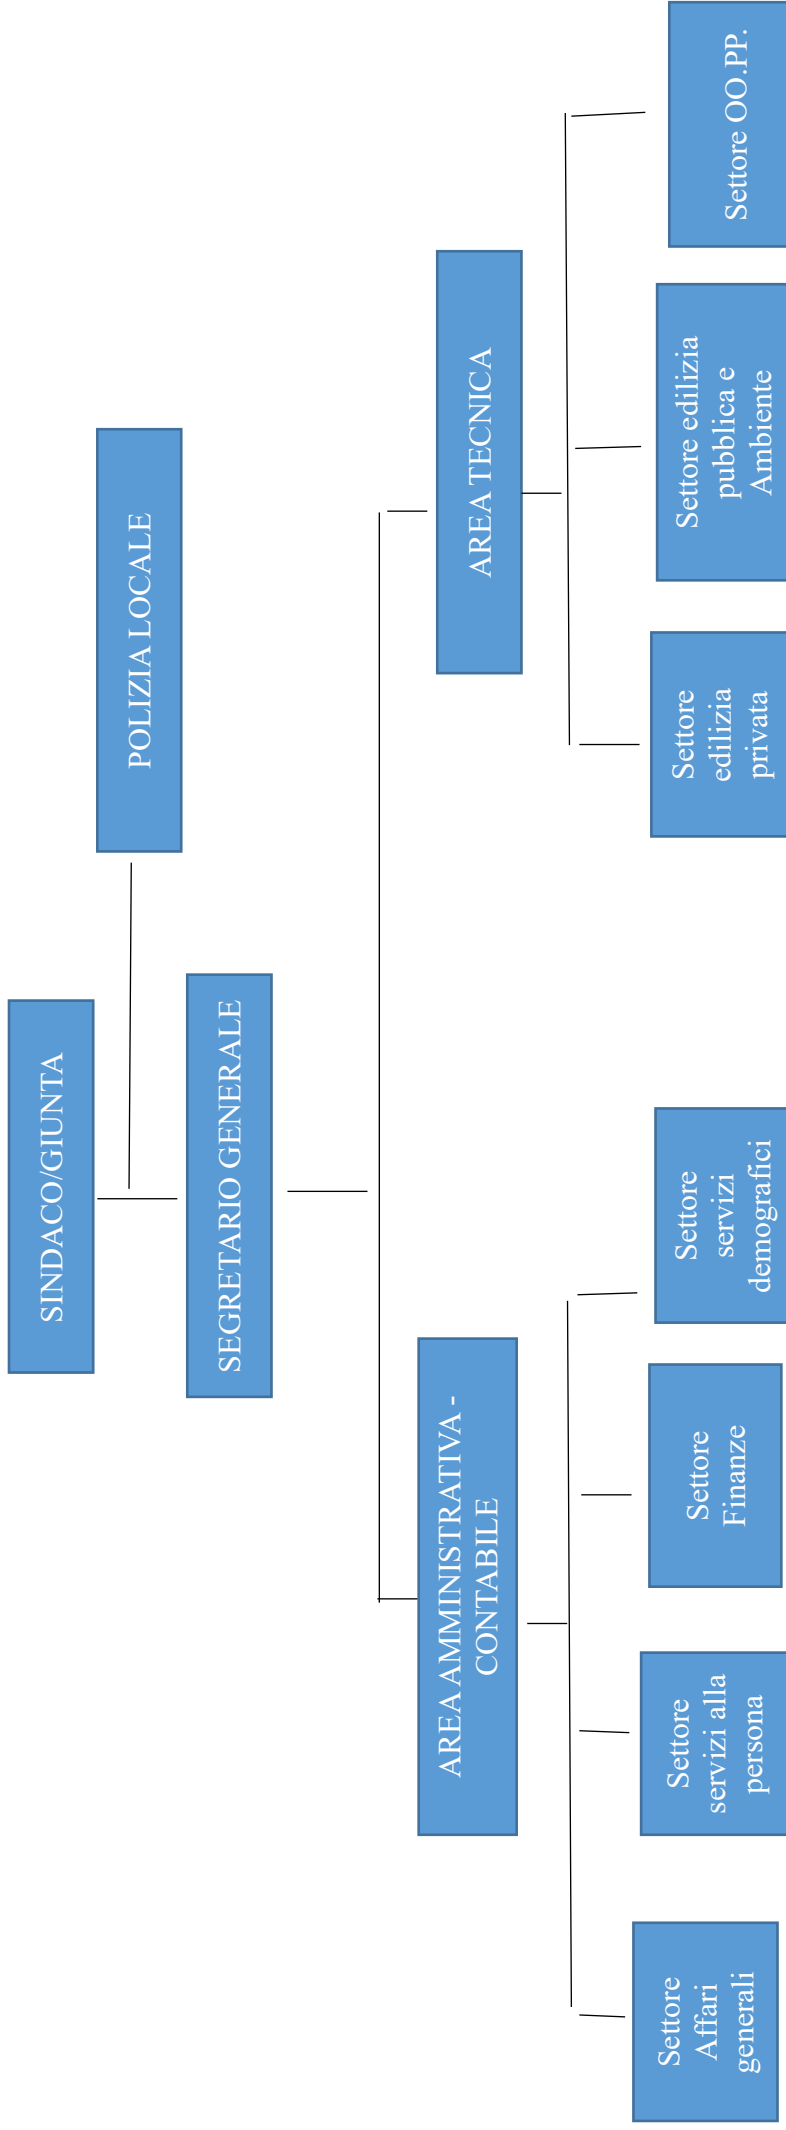 SINDACO/GIUNTA
POLIZIA LOCALE
SEGRETARIO GENERALE
AREA AMMINISTRATIVA -
CONTABILE
AREA TECNICA
Settore
Affari
generali
Settore
servizi alla
persona
Settore
Finanze
Settore
servizi
demografici
Settore
edilizia
privata
Settore edilizia
pubblica e
Ambiente
Settore OO.PP.